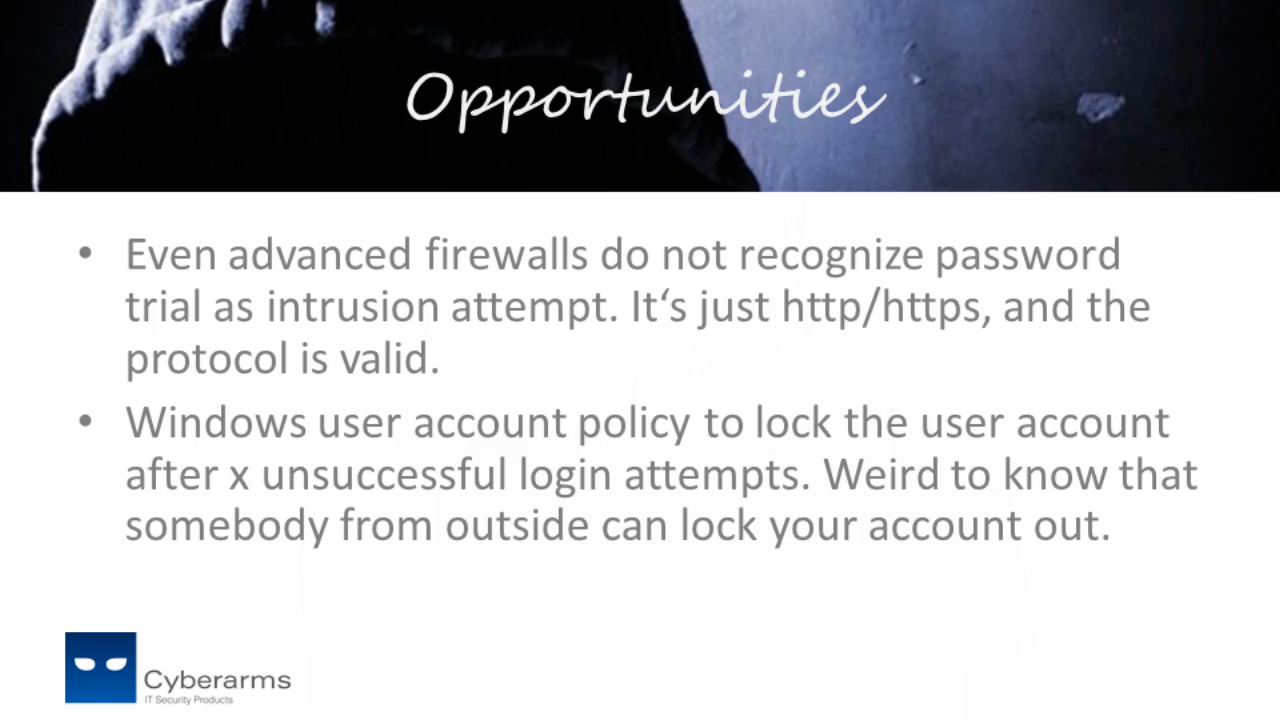 Opportunities
• Even advanced firewalls do not recognize password
trial as intrusion attempt. It‘s just http/https, and the
protocol is valid.
• Windows user account policy to lock the user account
after x unsuccessful login attempts. Weird to know that
somebody from outside can lock your account out.
Cyberarms
IT Security Products